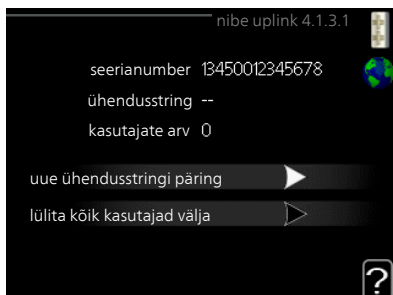 nibe uplink 4.1.3.1
seerianumber 13450012345678
ühendusstring --
kasutajate arv 0
uue ühendusstringi päring
lülita kõik kasutajad välja
?